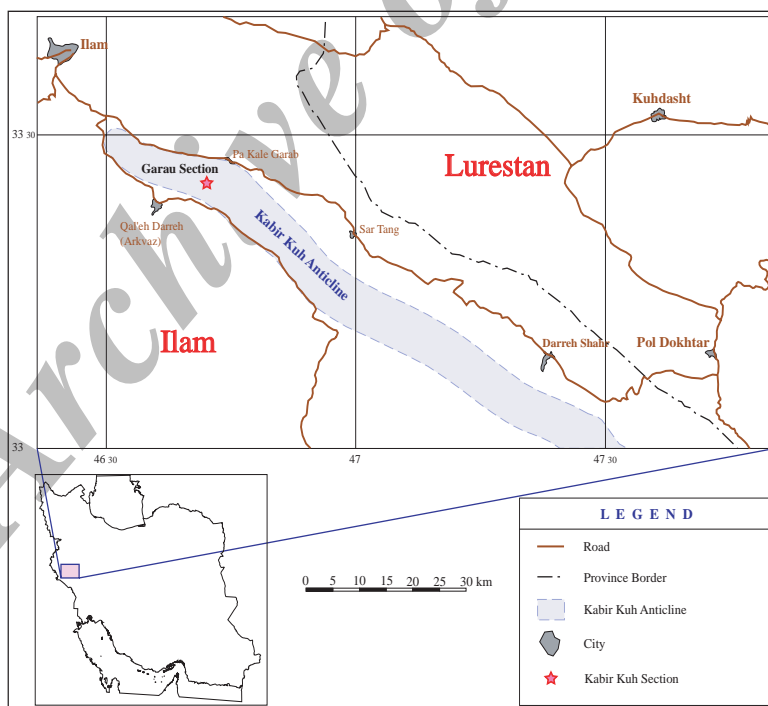 Ilam
Kuhdasht
33 30
Pa Kale Garab
Garau Section
Lurestan
Qal'eh Darreh
(Arkvaz)
Kabir Kuh Anticline
Sar Tang
Ilam
Darreh Shahr
Pol Dokhtar
33
46 30
47
47 30
LEGEND
Road
Province Border
Kabir Kuh Anticline
City
Kabir Kuh Section
0 5 10 15 20 25 30 km
Archive of